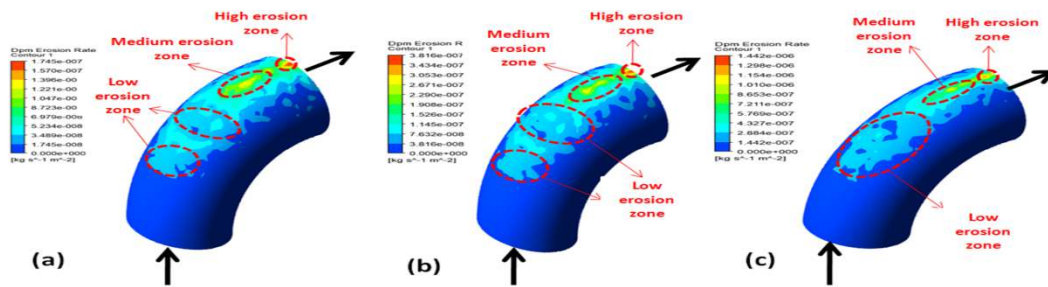 High erosion
zone
Dpm Erosion Rate
Contour 1
1.745e-007
1.570e-007
1.396e-00
1.221e-00
1.047e-00
8.723e-00
6.979e-00
5.234e-008
3.489e-008
1.745e-008
0.000e+000
[kg s^-1 m^-2]
Medium erosion
zone
Low
erosion
zone
(a)
High erosion
zone
Dpm Erosion R
Contour 1
3.816e-007
3.434e-007
3.053e-007
2.671e-007
2.290e-007
1.908e-007
1.526e-007
1.145e-007
7.632e-008
3.816e-008
0.000e+000
[kg s^-1 m^-2]
Medium
erosion
zone
Low
erosion
zone
(b)
Dpm Erosion Rate
Contour 1
1.442e-006
1.298e-006
1.154e-006
1.010e-006
8.653e-007
7.211e-007
5.769e-007
4.327e-007
2.884e-007
1.442e-007
0.000e+000
[kg s^-1 m^-2]
Medium
erosion
zone
High erosion
zone
Low
erosion
zone
(c)